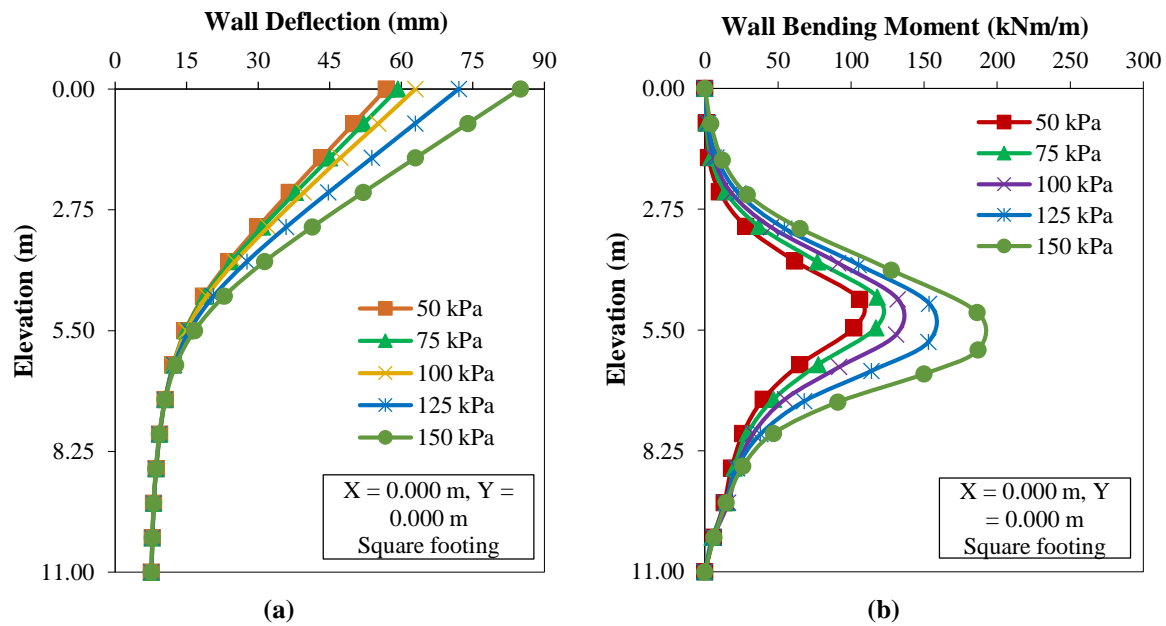 Wall Deflection (mm)
0 15 30 45 60 75 90
0.00
2.75
5.50
8.25
11.00
Elevation (m)
50 kPa
75 kPa
100 kPa
125 kPa
150 kPa
X = 0.000 m, Y =
0.000 m
Square footing
(a)
Wall Bending Moment (kNm/m)
0 50 100 150 200 250 300
0.00
2.75
5.50
8.25
11.00
Elevation (m)
50 kPa
75 kPa
100 kPa
125 kPa
150 kPa
X = 0.000 m, Y
= 0.000 m
Square footing
(b)